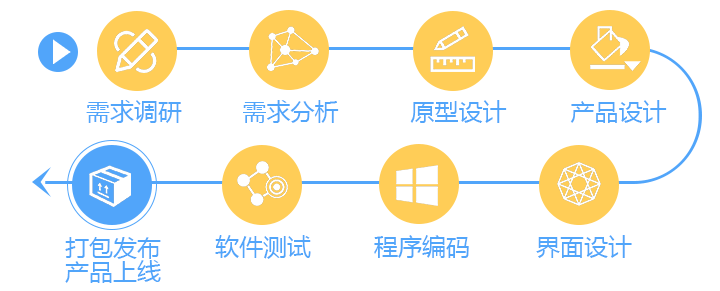 需求调研
需求分析
原型设计
产品设计
界面设计
程序编码
软件测试
打包发布
产品上线